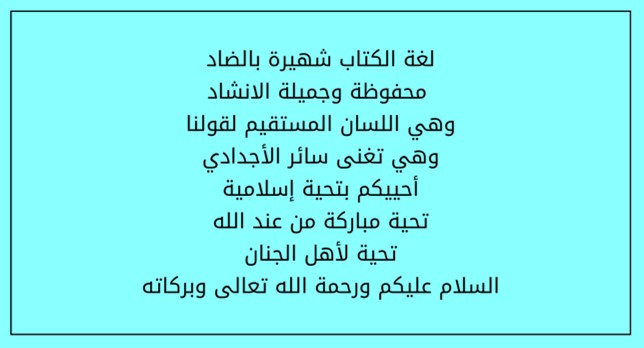 لغة الكتاب شهيرة بالضاد
محفوظة وجميلة الانشاد
وهي اللسان المستقيم لقولنا
وهي تغنى سائر الأجدادي
أحييكم بتحية إسلامية
تحية مباركة من عند الله
تحية لأهل الجنان
السلام عليكم ورحمة الله تعالى وبركاته